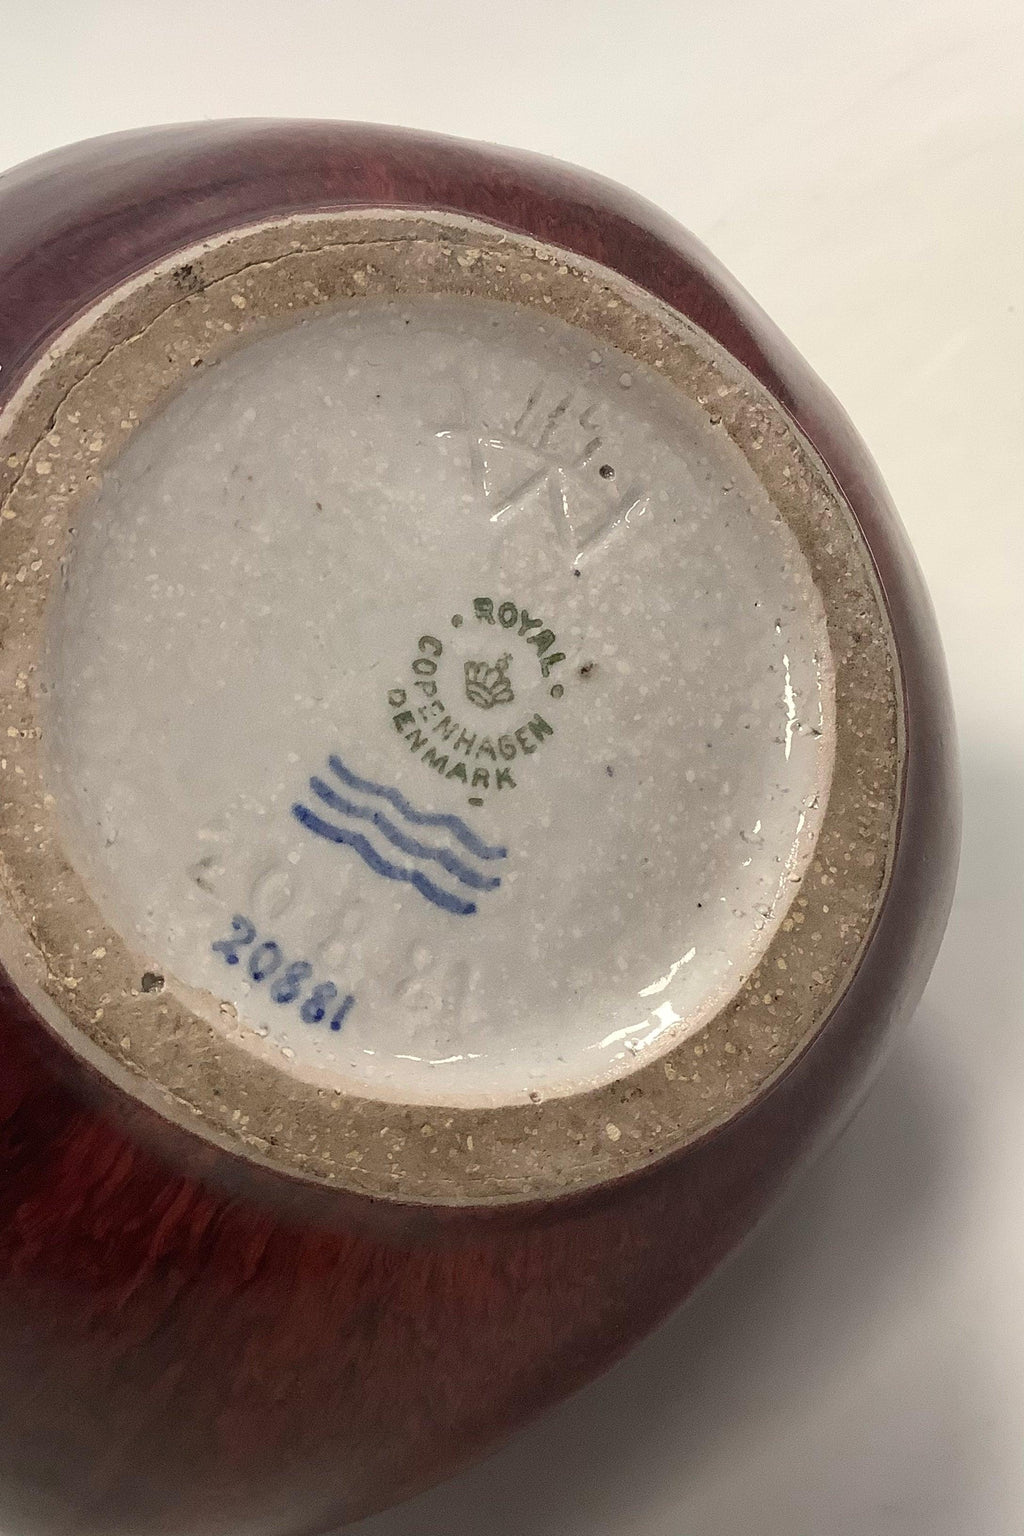 ROYAL
COPENHAGEN
DENMARK
20881